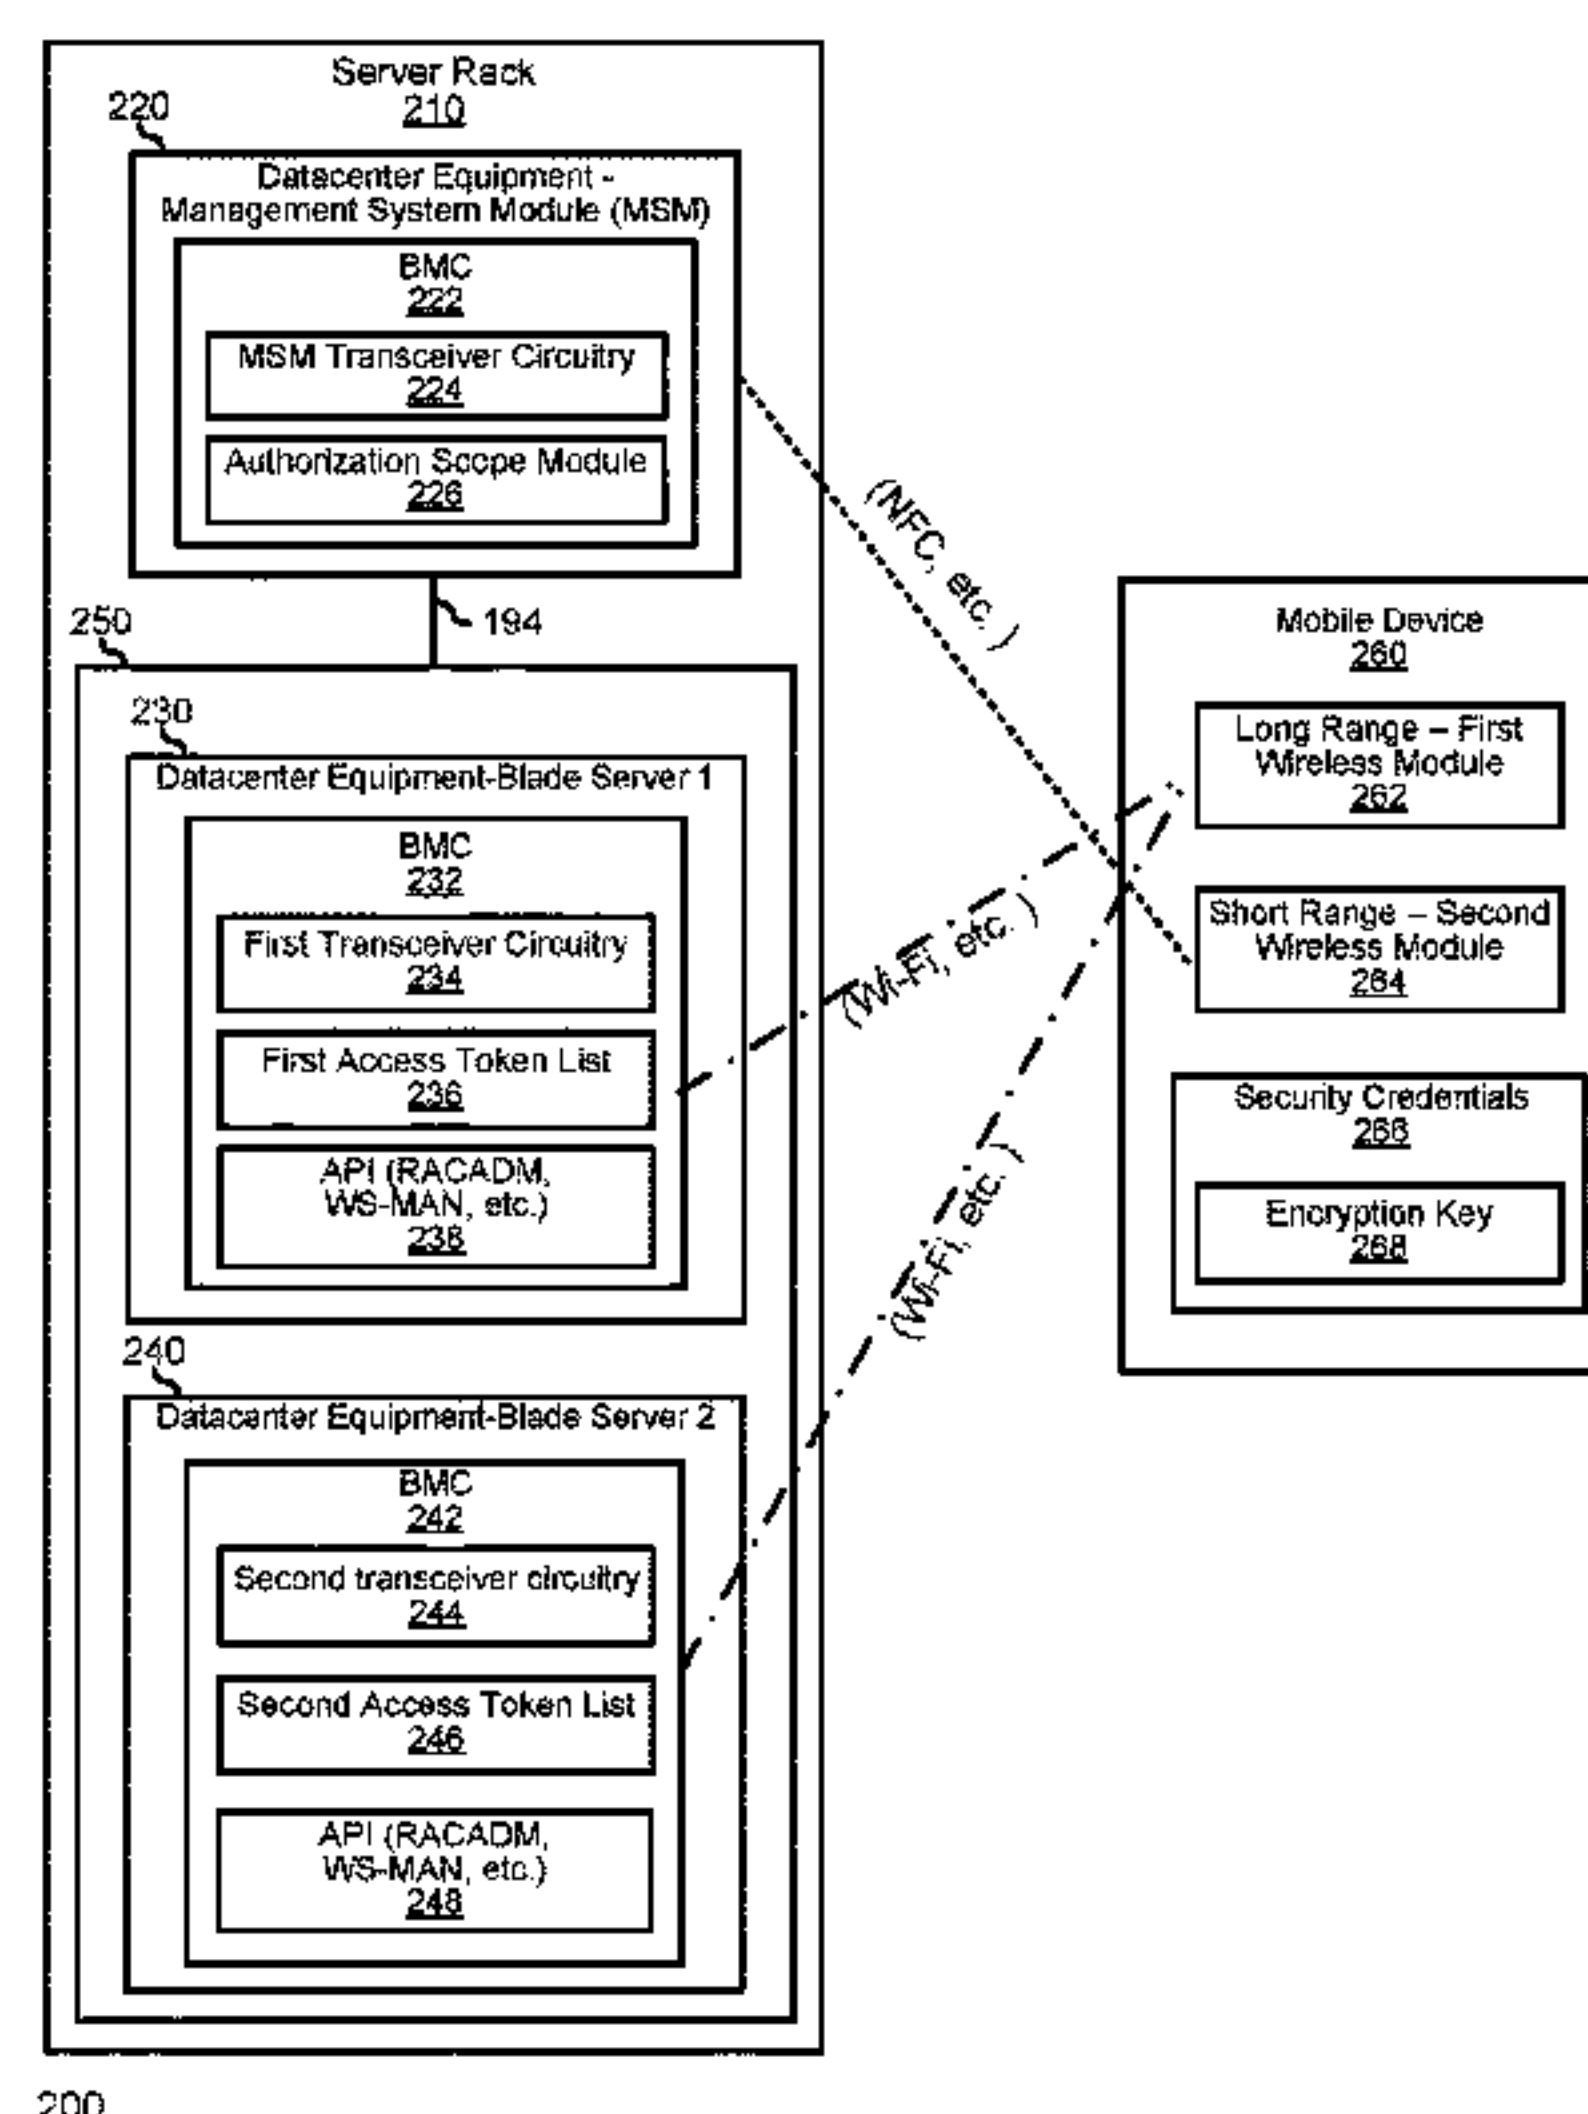 Server Rack
210
220
Datacenter Equipment -
Management System Module (MSM)
BMC
222
MSM Transceiver Circuitry
224
Authorization Scope Module
226
194
250
230
Datacenter Equipment-Blade Server 1
BMC
232
First Transceiver Circuitry
234
First Access Token List
236
API (RACADM,
WS-MAN, etc.)
238
240
Datacenter Equipment-Blade Server 2
BMC
242
Second transceiver circuitry
244
Second Access Token List
246
API (RACADM,
WS-MAN, etc.)
248
(NFC, etc. )
(Wi-Fi, etc. )
(Wi-Fi, etc. )
Mobile Device
260
Long Range – First
Wireless Module
262
Short Range – Second
Wireless Module
264
Security Credentials
266
Encryption Key
268
200